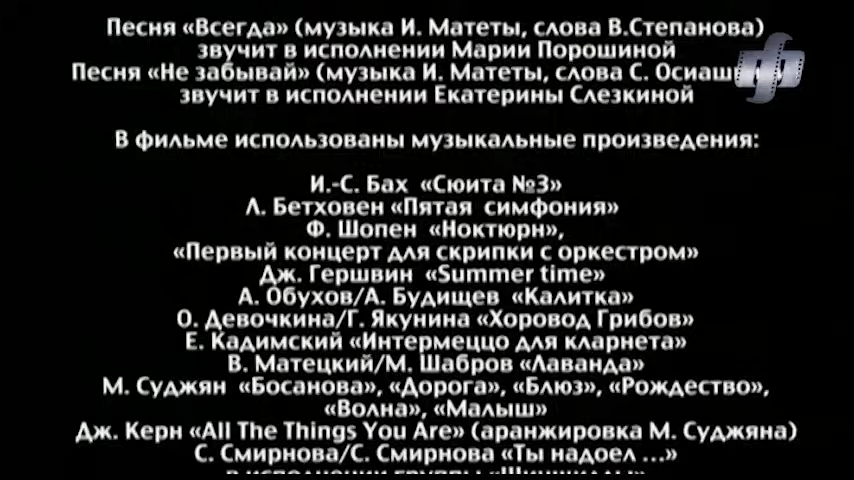 Песня «Всегда» (музыка И. Матеты, слова В.Степанова)
звучит в исполнении Марии Порошиной
Песня «Не забывай» (музыка И. Матеты, слова С.
звучит в исполнении Екатерины Слезкиной
В фильме использованы музыкальные произведения:
И.-С. Бах «Сюита №3»
Л. Бетховен «Пятая симфония»
Ф. Шопен «Ноктюрн»,
«Первый концерт для скрипки с оркестром»
Дж. Гершвин «Summer time»
А. Обухов/А. Будищев «Калитка»
О. Девочкина/Г. Якунина «Хоровод Грибов»
Е. Кадимский «Интермеццо для кларнета»
В. Матецкий/М. Шабров «Лаванда»
М. Суджян «Босанова», «Дорога», «Блюз», «Рождество»,
«Волна», «Малыш»
Дж. Керн «All The Things You Are» (аранжировка М. Суджяна)
С. Смирнова/С. Смирнова «Ты надоел ...»
в исполнении группы «Шиншиллы»